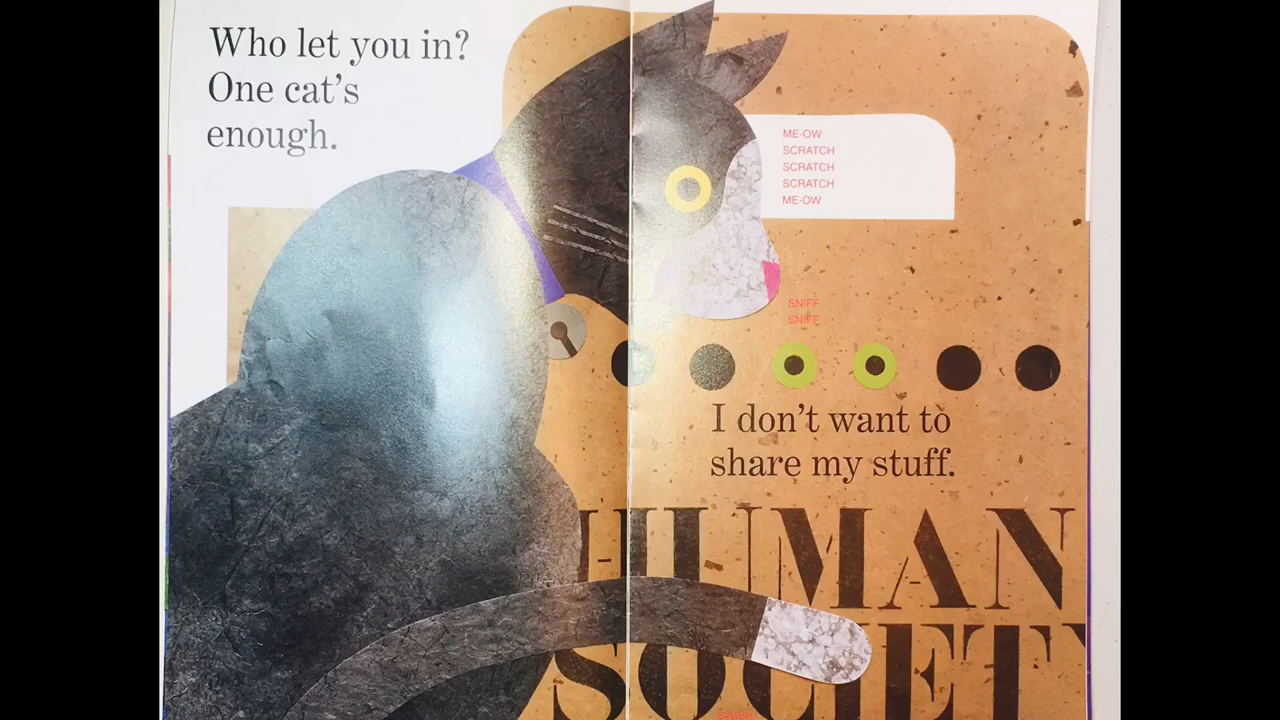 Who let you in?
One cat's
enough.
ME-OW
SCRATCH
SCRATCH
SCRATCH
ME-OW
SNIFF
SNIFF
I don't want to
share my stuff.
HUMAN
SOCIET